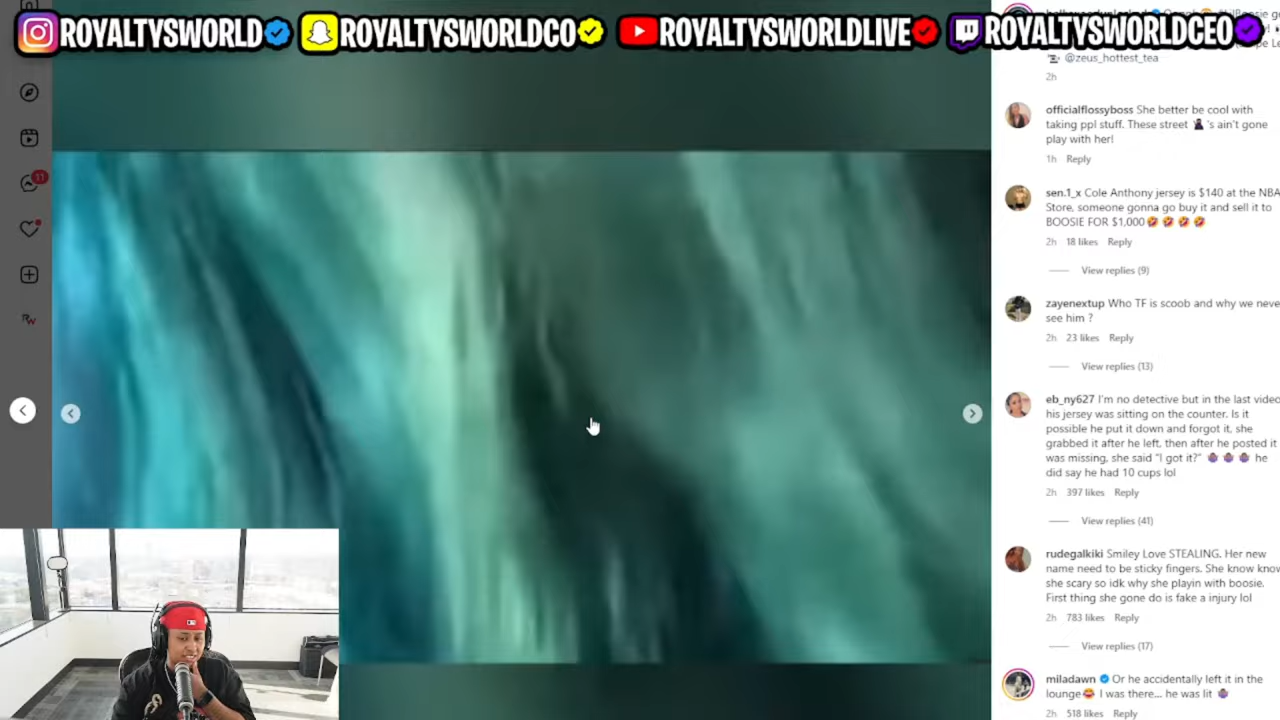 ROYALTYSWORLD ROYALTYSWORLDCO ROYALTYSWORLDLIVE ROYALTYSWORLDCEO
@zeus_hottest_tea
2h
officialflossyboss She better be cool with
taking ppl stuff. These street 🥷's ain't gone
play with her!
1h Reply
sen.1_x Cole Anthony jersey is $140 at the NBA
Store, someone gonna go buy it and sell it to
BOOSIE FOR $1,000🤣 🤣 🤣 🤣
2h 18 likes Reply
View replies (9)
zayenextup Who TF is scoob and why we neve
see him ?
2h 23 likes Reply
View replies (13)
eb_ny627 I'm no detective but in the last video
his jersey was sitting on the counter. Is it
possible he put it down and forgot it, she
grabbed it after he left, then after he posted it
was missing, she said "I got it?" 🤷🏽‍♀️ 🤷🏽‍♀️ 🤷🏽‍♀️ he
did say he had 10 cups lol
2h 397 likes Reply
View replies (41)
rudegalkiki Smiley Love STEALING. Her new
name need to be sticky fingers. She know know
she scary so idk why she playin with boosie.
First thing she gone do is fake a injury lol
2h 783 likes Reply
View replies (17)
miladawn Or he accidentally left it in the
lounge😂 I was there... he was lit 🤷🏽‍♀️
2h 518 likes Reply
11
RW